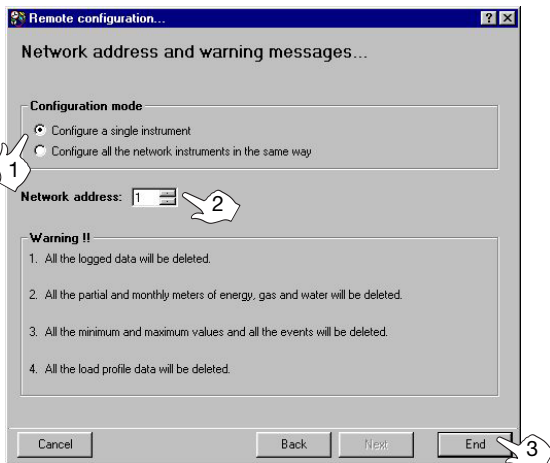 Remote configuration...
Network address and warning messages...
Configuration mode
Configure a single instrument
Configure all the network instruments in the same way
1
Network address: 1
2
Warning !!
1. All the logged data will be deleted.
2. All the partial and monthly meters of energy, gas and water will be deleted.
3. All the minimum and maximum values and all the events will be deleted.
4. All the load profile data will be deleted.
Cancel Back Next End
3